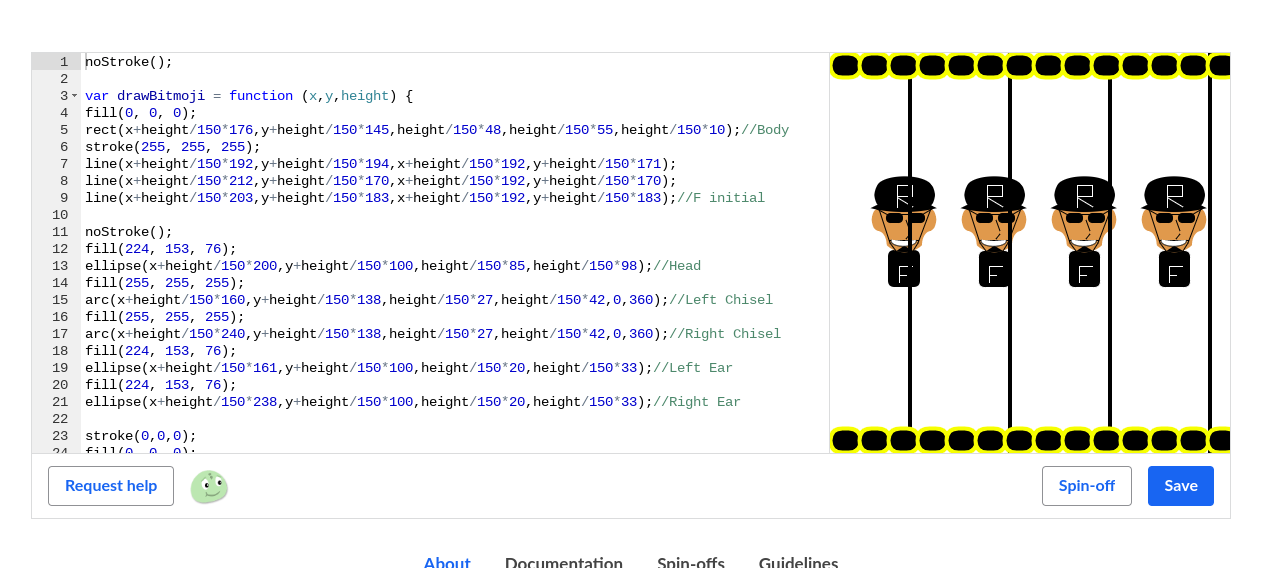 1 noStroke();
2
3 var drawBitmoji = function (x,y,height) {
4 fill(0, 0, 0);
5 rect(x+height/150*176,y+height/150*145,height/150*48,height/150*55,height/150*10);//Body
6 stroke(255, 255, 255);
7 line(x+height/150*192,y+height/150*194,x+height/150*192,y+height/150*171);
8 line(x+height/150*212,y+height/150*170,x+height/150*192,y+height/150*170);
9 line(x+height/150*203,y+height/150*183,x+height/150*192,y+height/150*183);//F initial
10
11 noStroke();
12 fill(224, 153, 76);
13 ellipse(x+height/150*200,y+height/150*100,height/150*85,height/150*98);//Head
14 fill(255, 255, 255);
15 arc(x+height/150*160,y+height/150*138,height/150*27,height/150*42,0,360);//Left Chisel
16 fill(255, 255, 255);
17 arc(x+height/150*240,y+height/150*138,height/150*27,height/150*42,0,360);//Right Chisel
18 fill(224, 153, 76);
19 ellipse(x+height/150*161,y+height/150*100,height/150*20,height/150*33);//Left Ear
20 fill(224, 153, 76);
21 ellipse(x+height/150*238,y+height/150*100,height/150*20,height/150*33);//Right Ear
22
23 stroke(0,0,0);
24 fill(0, 0, 0);
R R R R
F F F F
Request help Spin-off Save
About Documentation Spin-offs Guidelines